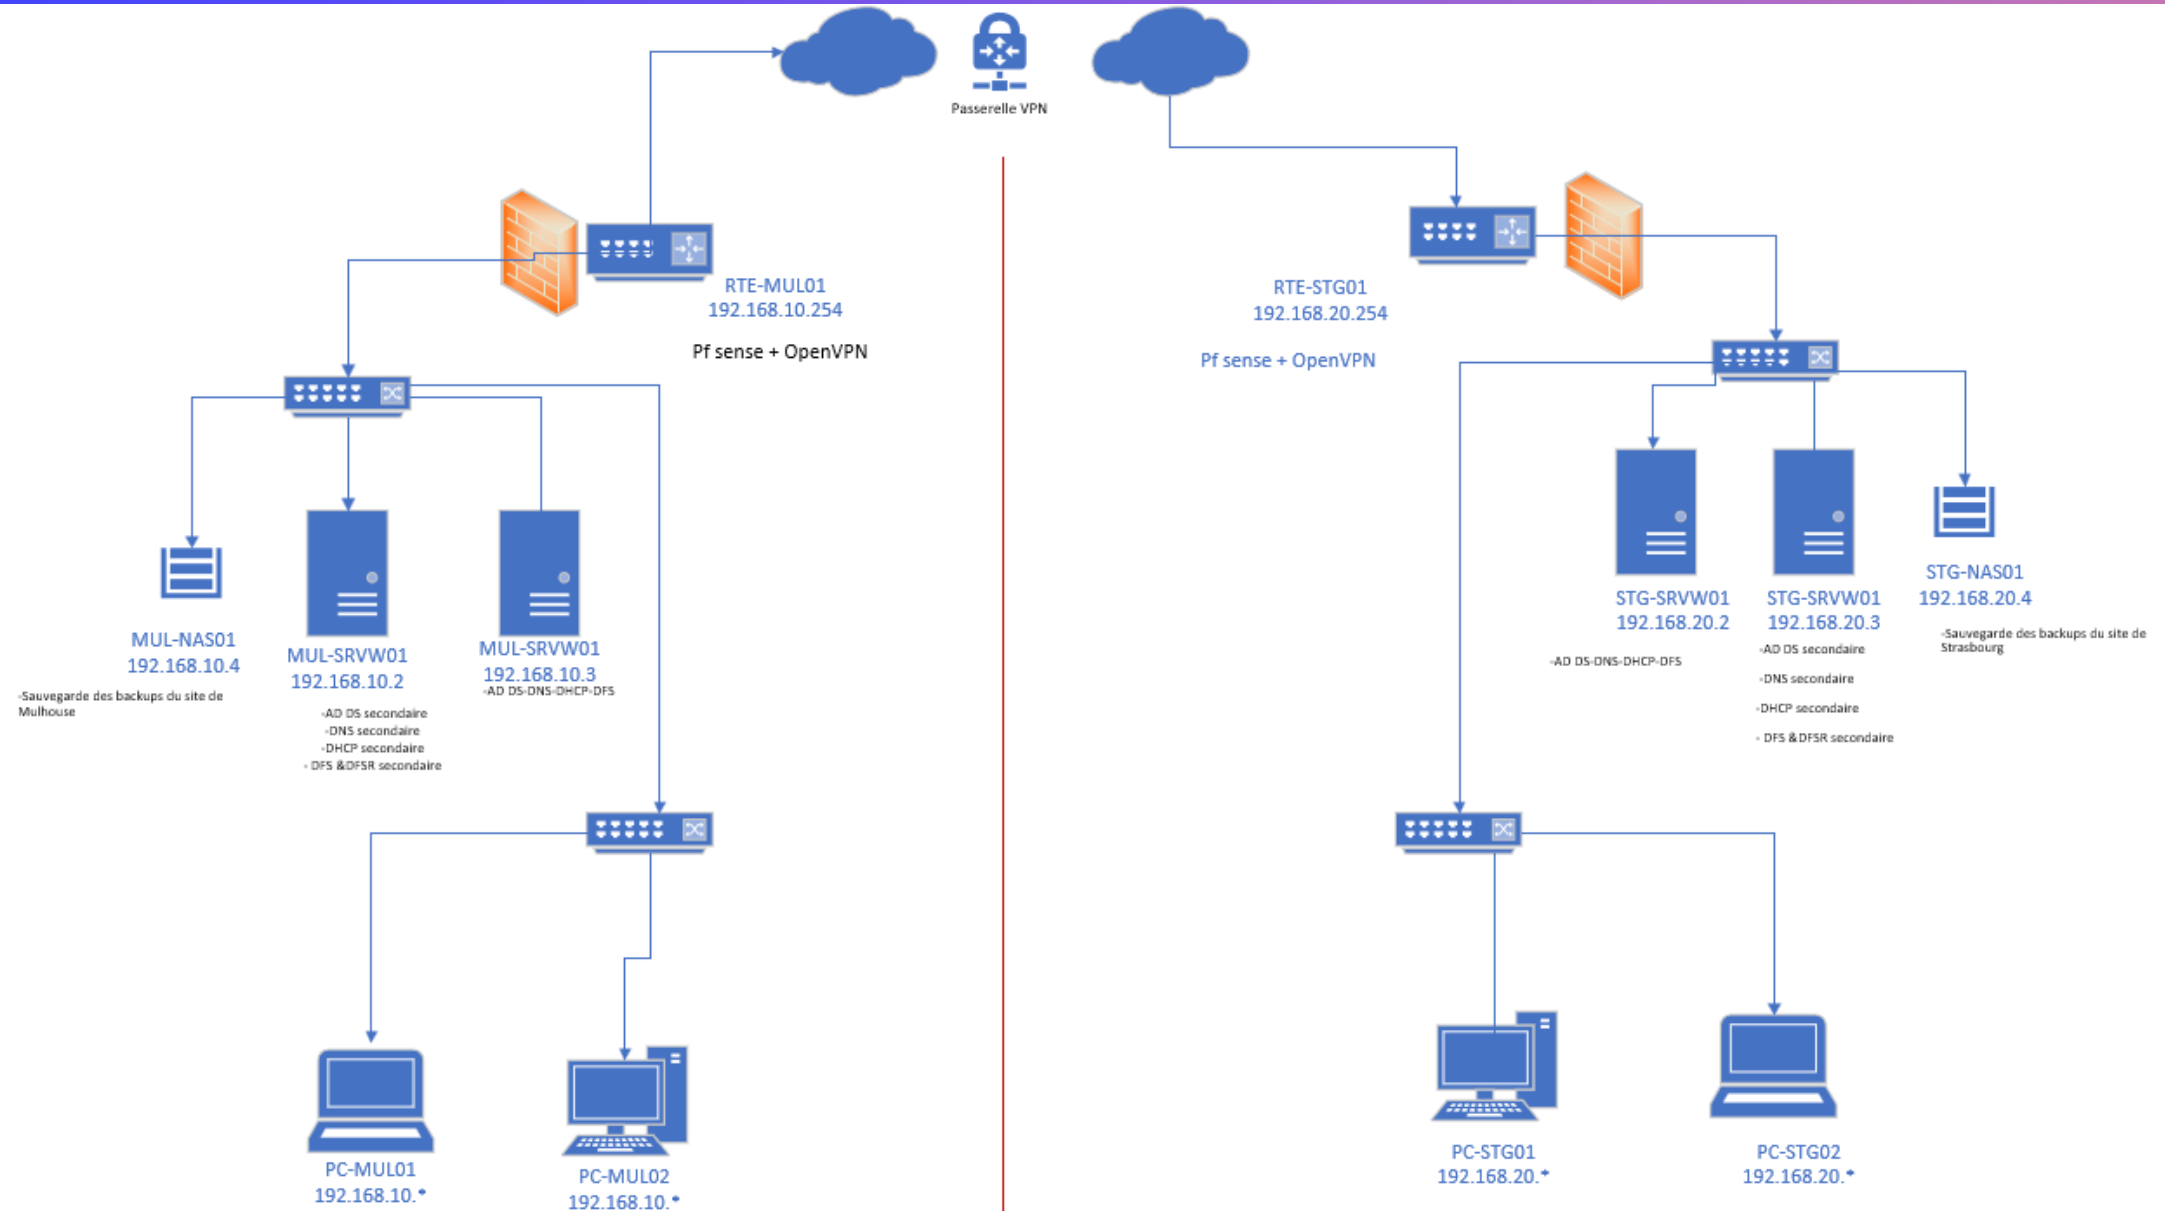 Passerelle VPN
RTE-MUL01
192.168.10.254
Pf sense + OpenVPN
MUL-NAS01
192.168.10.4
-Sauvegarde des backups du site de
Mulhouse
MUL-SRVW01
192.168.10.2
-AD DS secondaire
-DNS secondaire
-DHCP secondaire
- DFS &DFSR secondaire
MUL-SRVW01
192.168.10.3
-AD DS-DNS-DHCP-DFS
PC-MUL01
192.168.10.*
PC-MUL02
192.168.10.*
RTE-STG01
192.168.20.254
Pf sense + OpenVPN
STG-SRVW01
192.168.20.2
-AD DS-DNS-DHCP-DFS
STG-SRVW01
192.168.20.3
-AD DS secondaire
-DNS secondaire
-DHCP secondaire
- DFS &DFSR secondaire
STG-NAS01
192.168.20.4
-Sauvegarde des backups du site de
Strasbourg
PC-STG01
192.168.20.*
PC-STG02
192.168.20.*